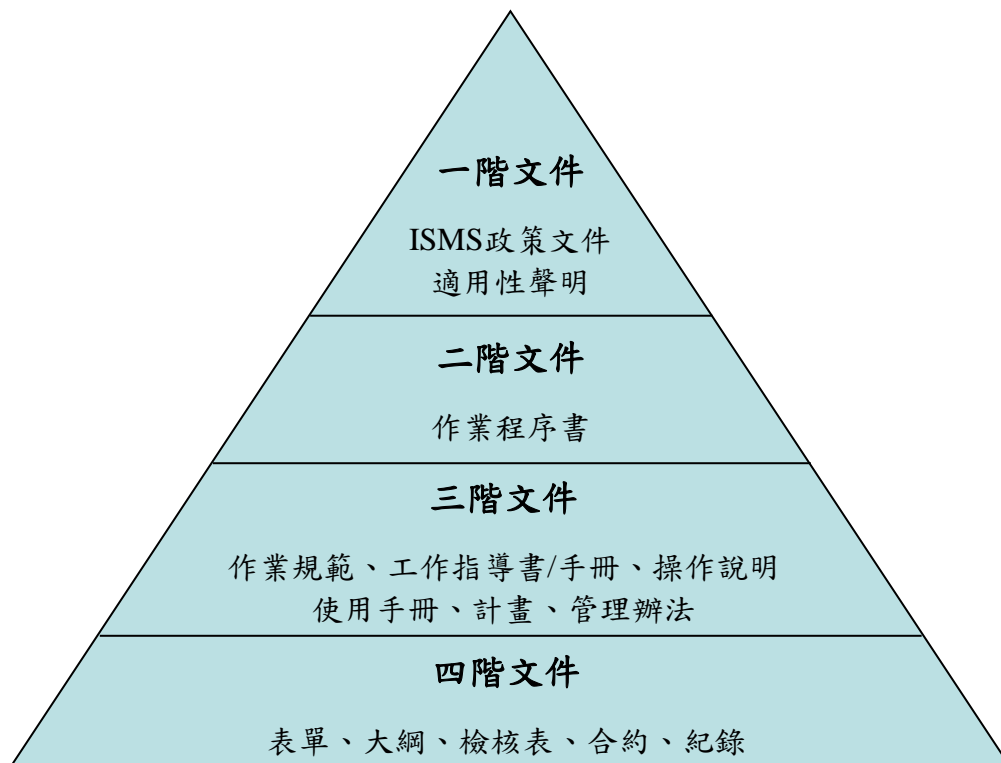 一階文件
ISMS政策文件
適用性聲明
二階文件
作業程序書
三階文件
作業規範、工作指導書/手冊、操作說明
使用手冊、計畫、管理辦法
四階文件
表單、大綱、檢核表、合約、紀錄